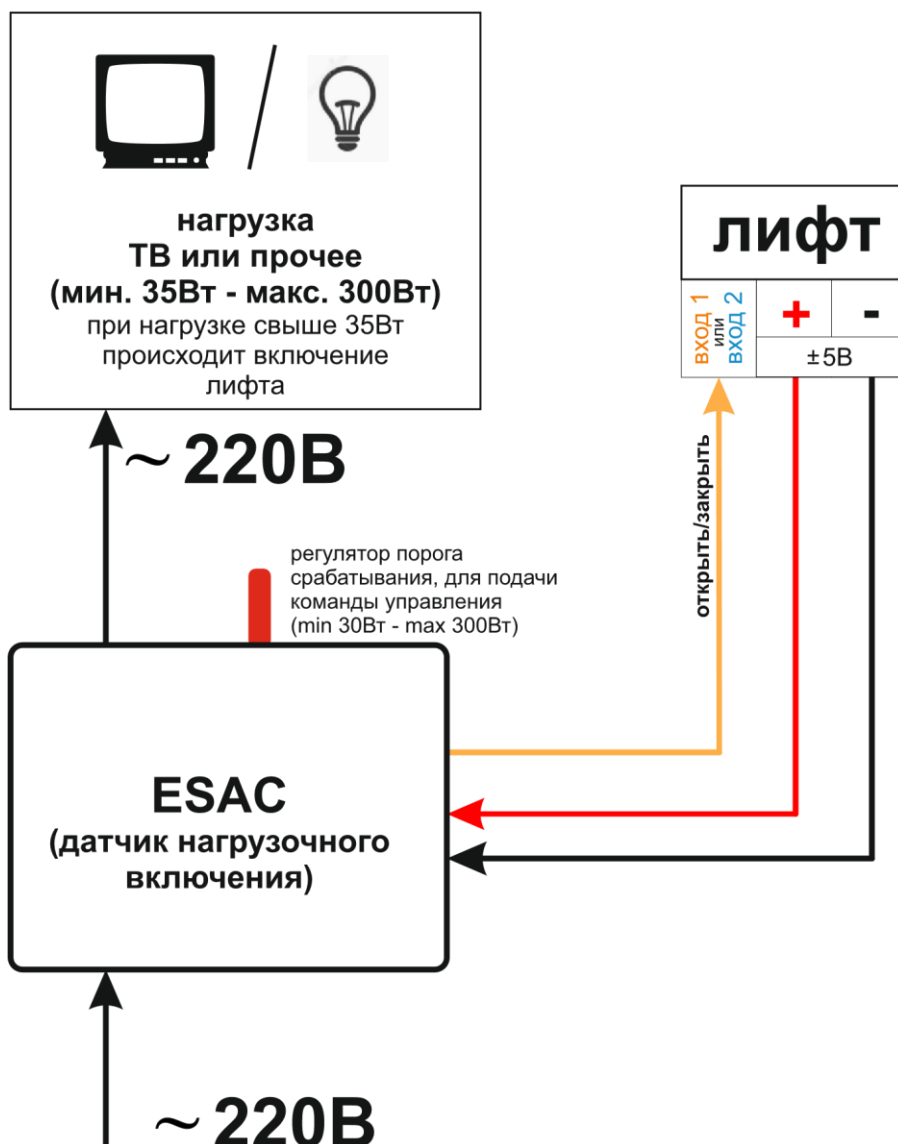 нагрузка
ТВ или прочее
(мин. 35Вт - макс. 300Вт)
при нагрузке свыше 35Вт
происходит включение
лифта
лифт
вход 1
или
вход 2
+
-
±5В
~ 220В
открыть/закрыть
регулятор порога
срабатывания, для подачи
команды управления
(min 30Вт - max 300Вт)
ESAC
(датчик нагрузочного
включения)
~ 220В